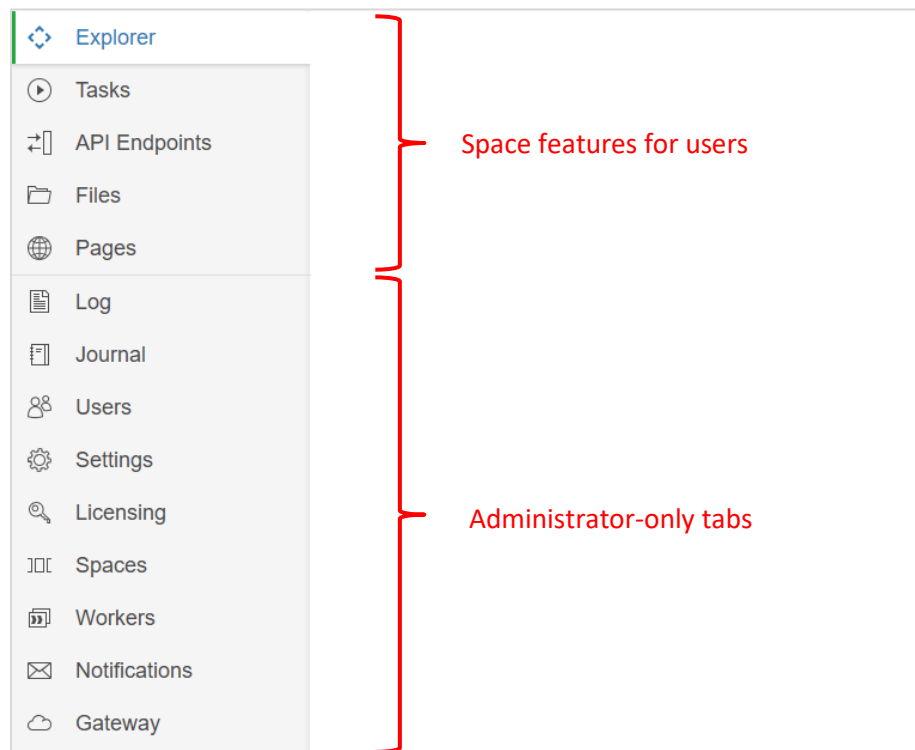 Explorer
Tasks
API Endpoints
Files
Pages
Space features for users
Log
Journal
Users
Settings
Licensing
Spaces
Workers
Notifications
Gateway
Administrator-only tabs